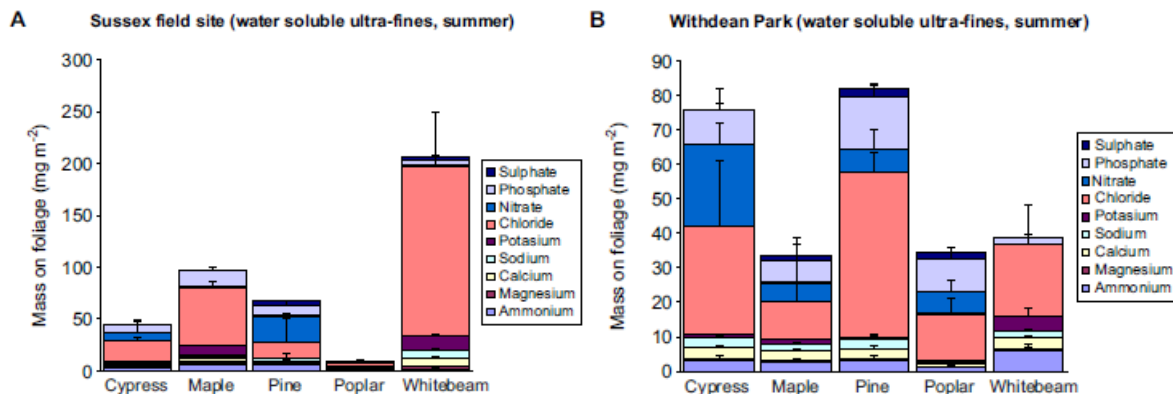 A
Sussex field site (water soluble ultra-fines, summer)
Mass on foliage (mg m-2)
300
250
200
150
100
50
0
Cypress Maple Pine Poplar Whitebeam
Sulphate
Phosphate
Nitrate
Chloride
Potasium
Sodium
Calcium
Magnesium
Ammonium
B
Withdean Park (water soluble ultra-fines, summer)
Mass on foliage (mg m-2)
90
80
70
60
50
40
30
20
10
0
Cypress Maple Pine Poplar Whitebeam
Sulphate
Phosphate
Nitrate
Chloride
Potasium
Sodium
Calcium
Magnesium
Ammonium